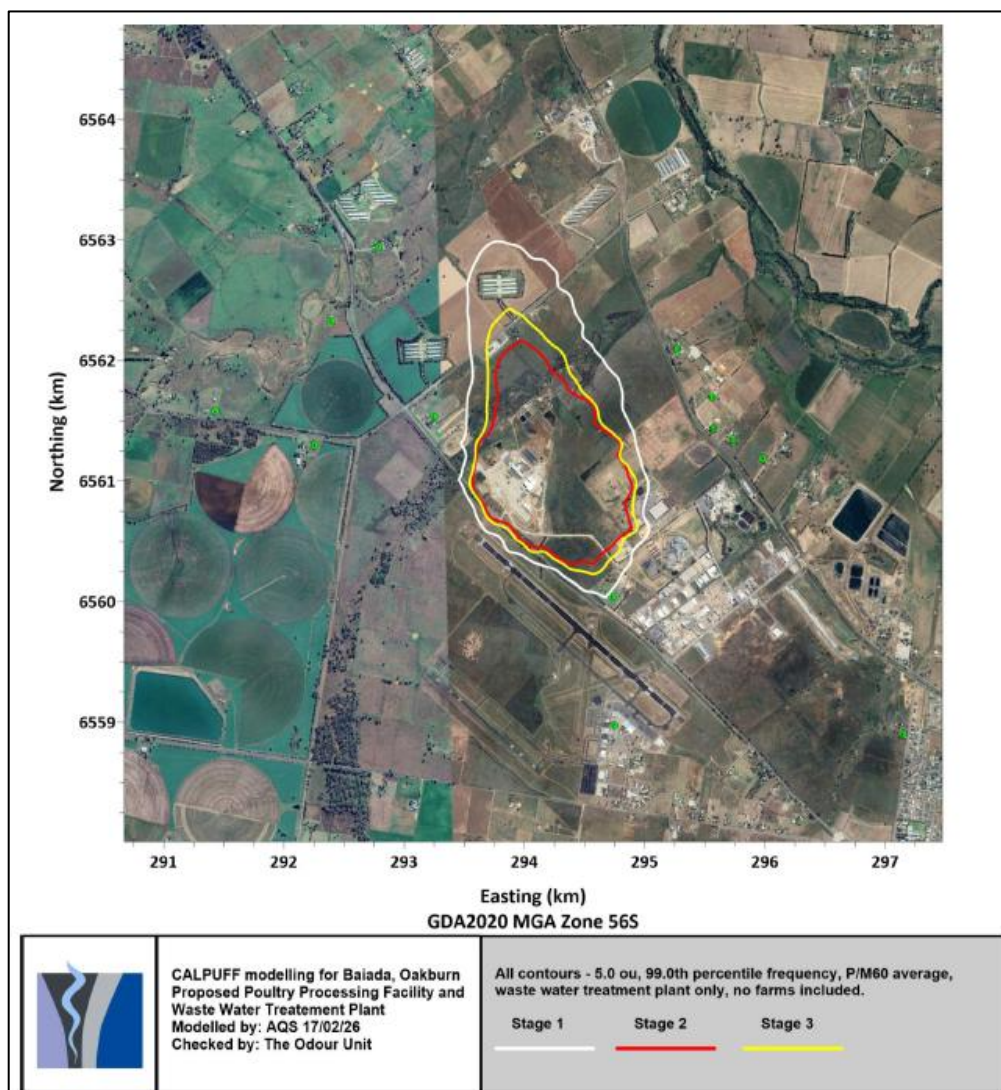 6564
6563
6562
6561
6560
6559
Northing (km)
291 292 293 294 295 296 297
Easting (km)
GDA2020 MGA Zone 56S
CALPUFF modelling for Baiada, Oakburn
Proposed Poultry Processing Facility and
Waste Water Treatement Plant
Modelled by: AQS 17/02/26
Checked by: The Odour Unit
All contours - 5.0 ou, 99.0th percentile frequency, P/M60 average,
waste water treatment plant only, no farms included.
Stage 1 Stage 2 Stage 3